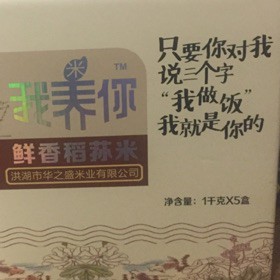 米
我养你 TM
鲜香稻荪米
洪湖市华之盛米业有限公司
只要你对我
说三个字
“我做饭”
我就是你的
净含量：1千克X5盒